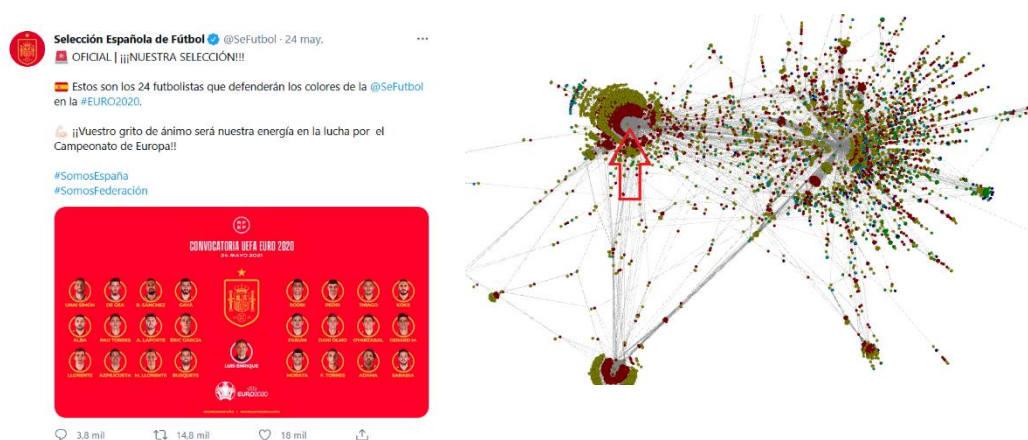 Selección Española de Fútbol @SeFutbol · 24 may.
OFICIAL | ¡¡¡NUESTRA SELECCIÓN!!!
Estos son los 24 futbolistas que defenderán los colores de la @SeFutbol
en la #EURO2020.
¡¡Vuestro grito de ánimo será nuestra energía en la lucha por el
Campeonato de Europa!!
#SomosEspaña
#SomosFederación
CONVOCATORIA UEFA EURO 2020
24 MAYO 2021
UNAI SIMÓN DE GEA R. SÁNCHEZ GAYÀ
RODRI PEDRI THIAGO KOKE
ALBA PAU TORRES A. LAPORTE ERIC GARCÍA
FABIÁN DANI OLMO OYARZABAL GERARD M.
LUIS ENRIQUE
LLORENTE AZPILICUETA M. LLORENTE BUSQUETS
MORATA F. TORRES ADAMA SARABIA
EURO2020
3,8 mil 14,8 mil 18 mil